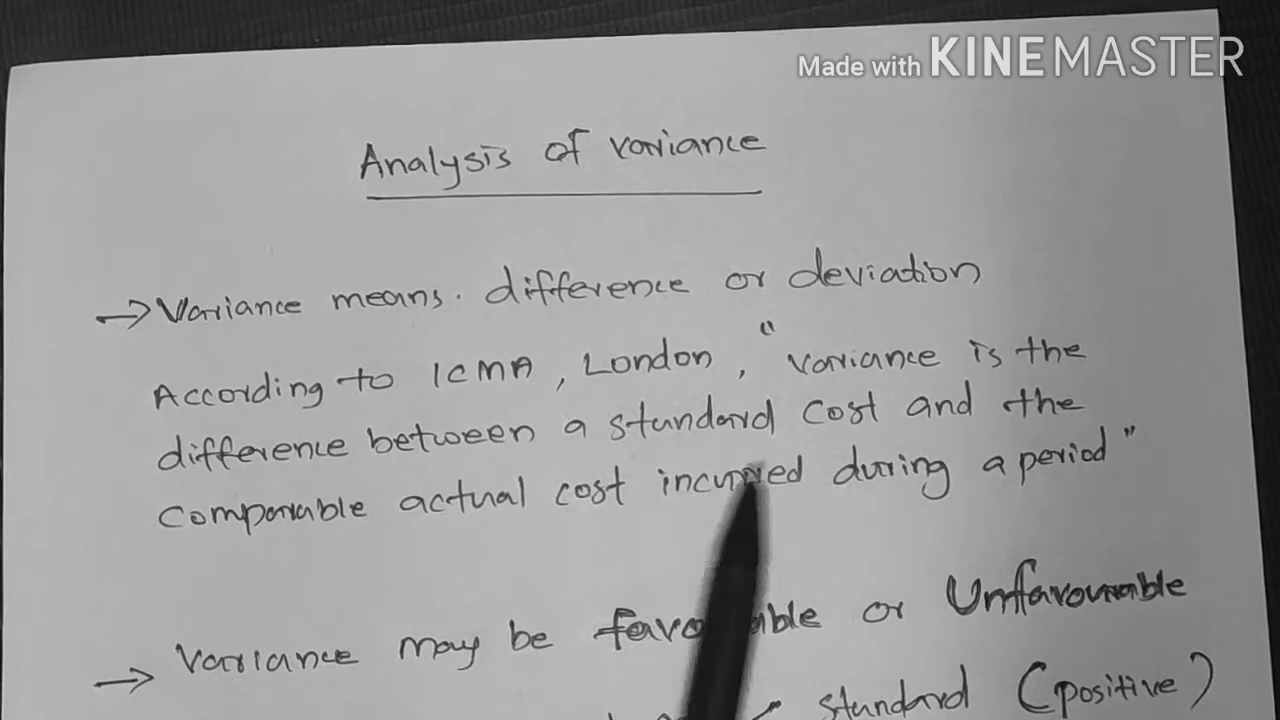 Made with KINEMASTER
Analysis of variance
→ Variance means. difference or deviation
According to ICMA, London, "variance is the
difference between a standard cost and the
comparable actual cost incurred during a period"
→ Variance may be favourable or Unfavourable
standard (positive)